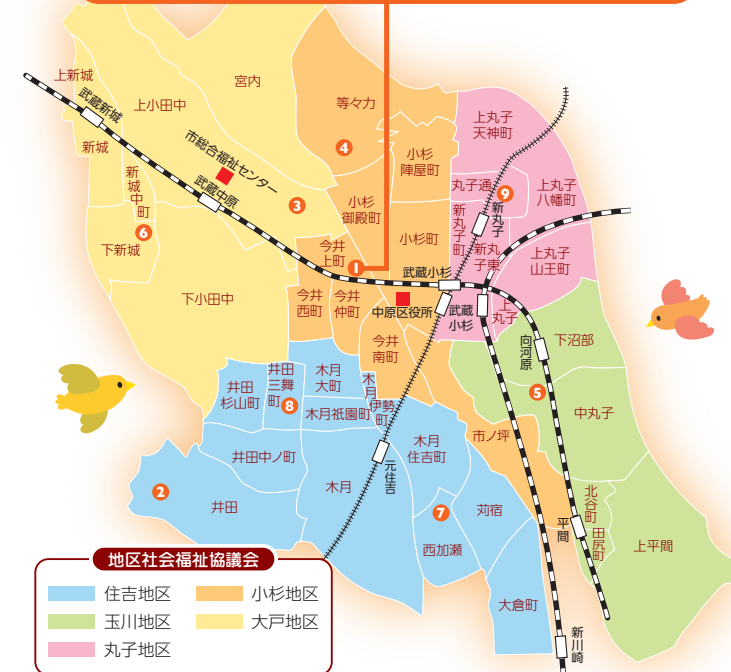 上新城
武蔵新城
新城
上小田中
宮内
等々力
4
市総合福祉センター
武蔵中原
3
新城
中町
6
下新城
下小田中
小杉
陣屋町
小杉
御殿町
小杉町
今井
上町
1
今井
西町
今井
仲町
中原区役所
今井
南町
武蔵小杉
武蔵
小杉
上丸子
天神町
丸子通
9
新丸子
上丸子
八幡町
新丸子町
新丸
子東
上丸子
山王町
上
丸子
向河原
下沼部
5
中丸子
市ノ坪
北谷町
田尻町
平間
上平間
新川崎
井田
杉山町
井田
三舞
町
8
木月
大町
木月
伊勢
町
木月祇園町
井田中ノ町
2
井田
木月
元住吉
木月
住吉町
7
西加瀬
苅宿
大倉町
地区社会福祉協議会
住吉地区
小杉地区
玉川地区
大戸地区
丸子地区